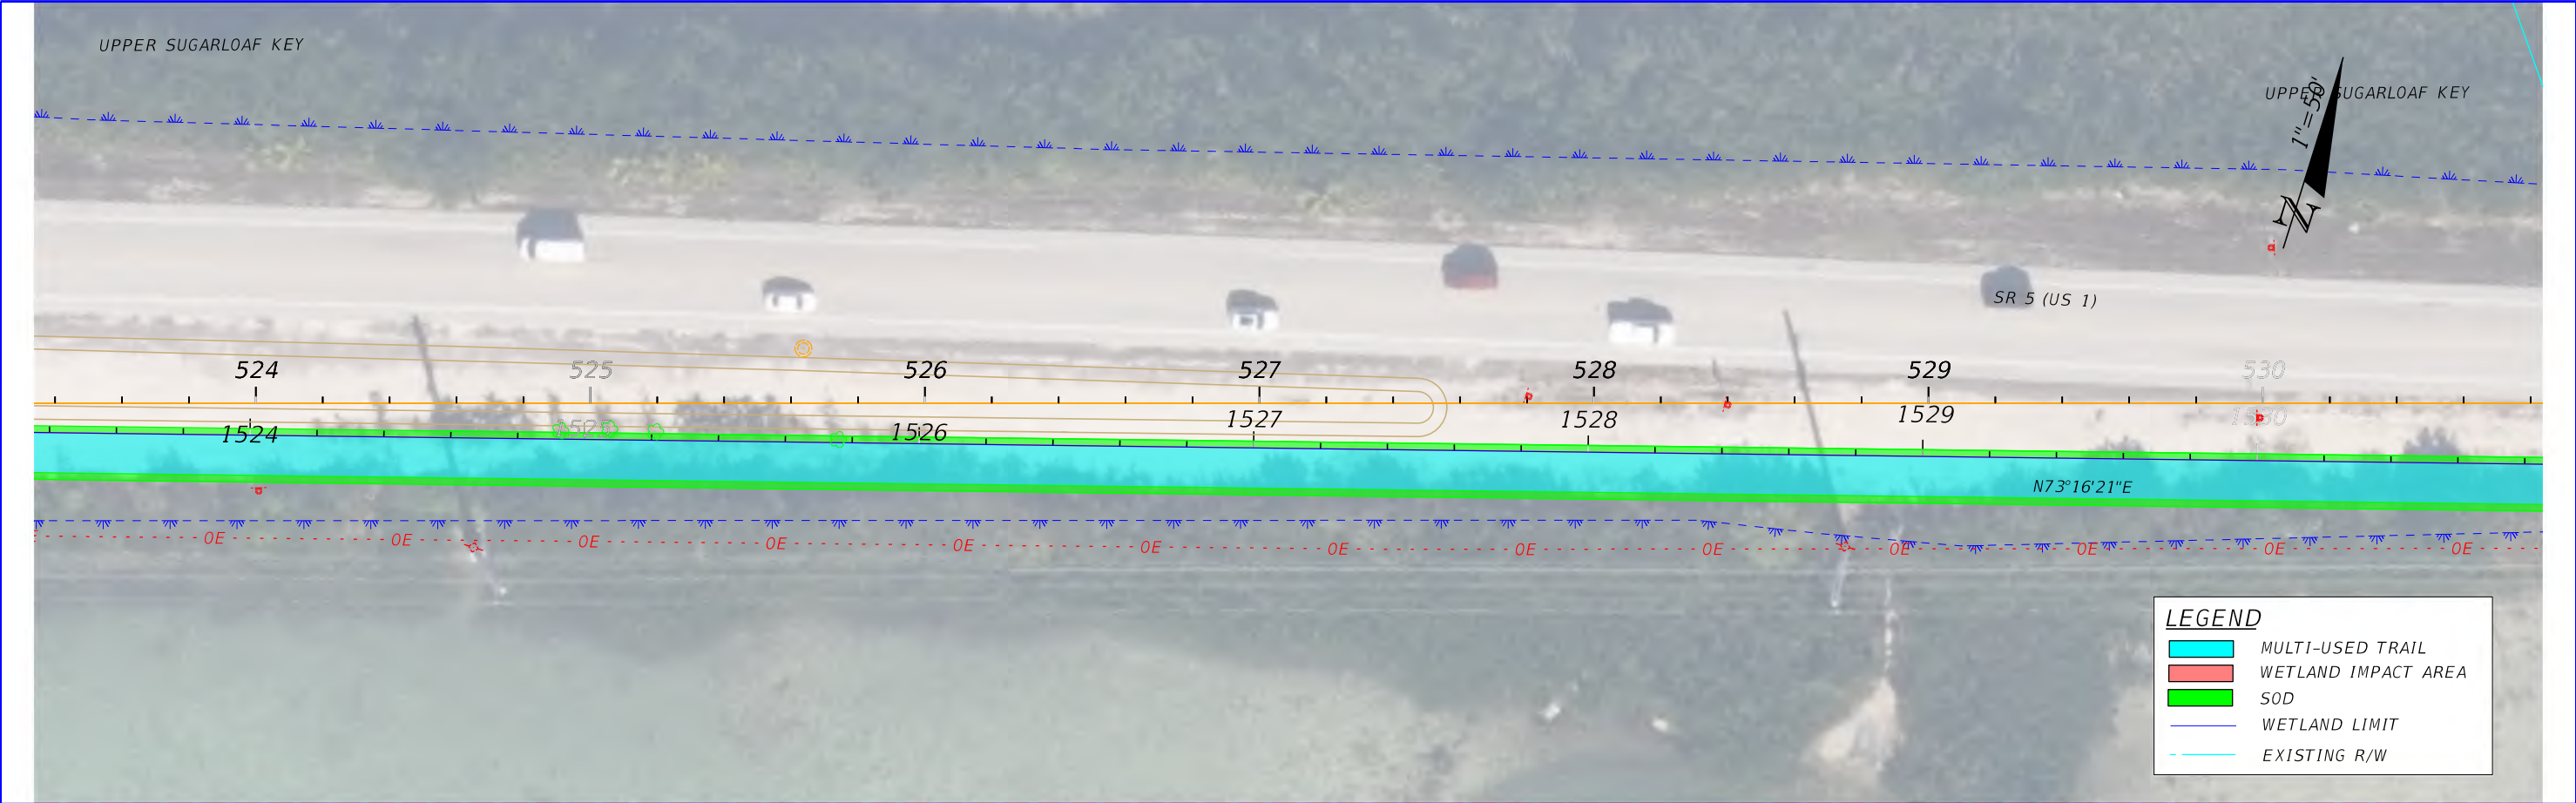 UPPER SUGARLOAF KEY
UPPER SUGARLOAF KEY
1"=50'
N
SR 5 (US 1)
524 525 526 527 528 529 530
1524 1526 1527 1528 1529 1530
N73°16'21"E
OE OE OE OE OE OE OE OE OE OE OE OE OE
LEGEND
MULTI-USED TRAIL
WETLAND IMPACT AREA
SOD
WETLAND LIMIT
EXISTING R/W